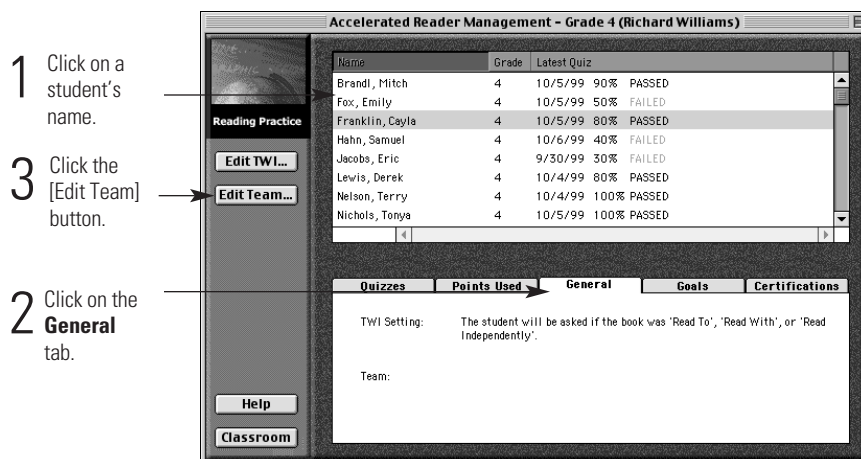 Accelerated Reader Management - Grade 4 (Richard Williams)
1 Click on a
student's
name.
3 Click the
[Edit Team]
button.
2 Click on the
General
tab.
Reading Practice
Edit TWI...
Edit Team...
Help
Classroom
Name Grade Latest Quiz
Brandl, Mitch 4 10/5/99 90% PASSED
Fox, Emily 4 10/5/99 50% FAILED
Franklin, Cayla 4 10/5/99 80% PASSED
Hahn, Samuel 4 10/6/99 40% FAILED
Jacobs, Eric 4 9/30/99 30% FAILED
Lewis, Derek 4 10/4/99 80% PASSED
Nelson, Terry 4 10/4/99 100% PASSED
Nichols, Tonya 4 10/5/99 100% PASSED
Quizzes Points Used General Goals Certifications
TWI Setting: The student will be asked if the book was 'Read To', 'Read With', or 'Read
Independently'.
Team: